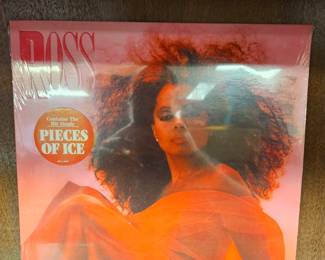 ROSS
Contains The
Hit Single
PIECES
OF ICE